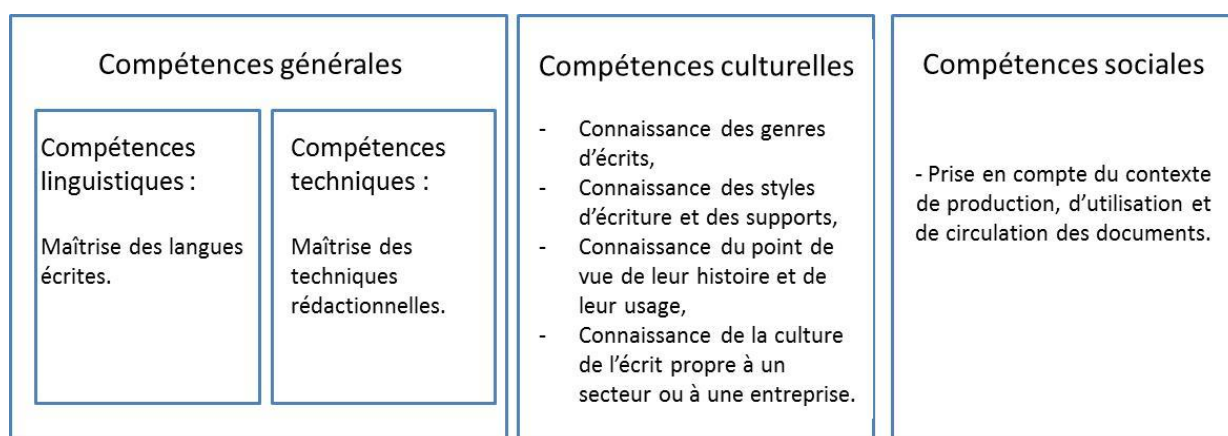 Compétences générales
Compétences
linguistiques :
Maîtrise des langues
écrites.
Compétences
techniques :
Maîtrise des
techniques
rédactionnelles.
Compétences culturelles
- Connaissance des genres
d’écrits,
- Connaissance des styles
d’écriture et des supports,
- Connaissance du point de
vue de leur histoire et de
leur usage,
- Connaissance de la culture
de l’écrit propre à un
secteur ou à une entreprise.
Compétences sociales
- Prise en compte du contexte
de production, d’utilisation et
de circulation des documents.